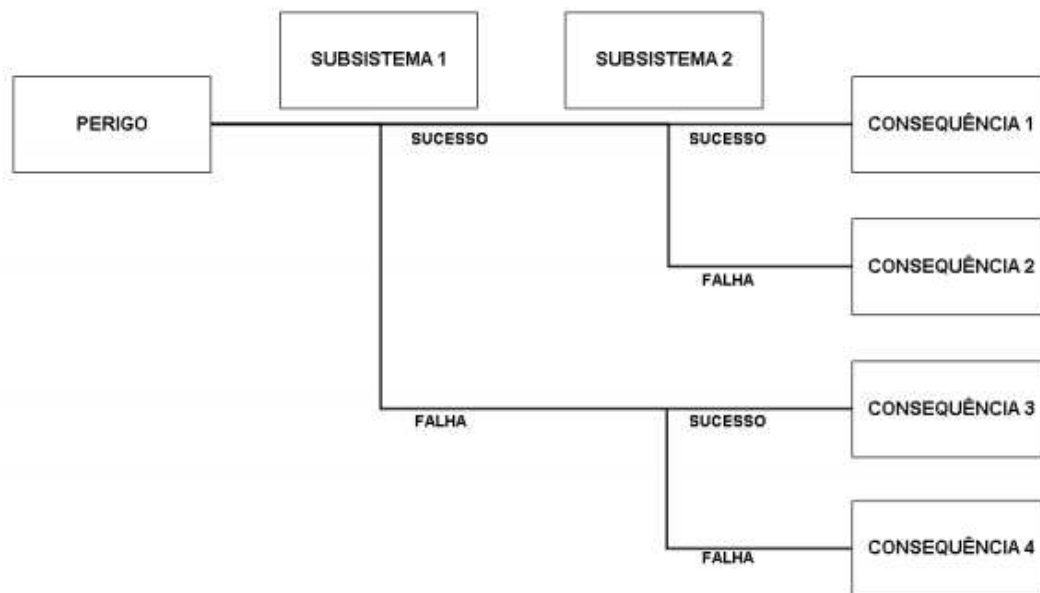 SUBSISTEMA 1
SUBSISTEMA 2
PERIGO
CONSEQUÊNCIA 1
SUCESSO
SUCESSO
CONSEQUÊNCIA 2
FALHA
CONSEQUÊNCIA 3
FALHA
SUCESSO
CONSEQUÊNCIA 4
FALHA